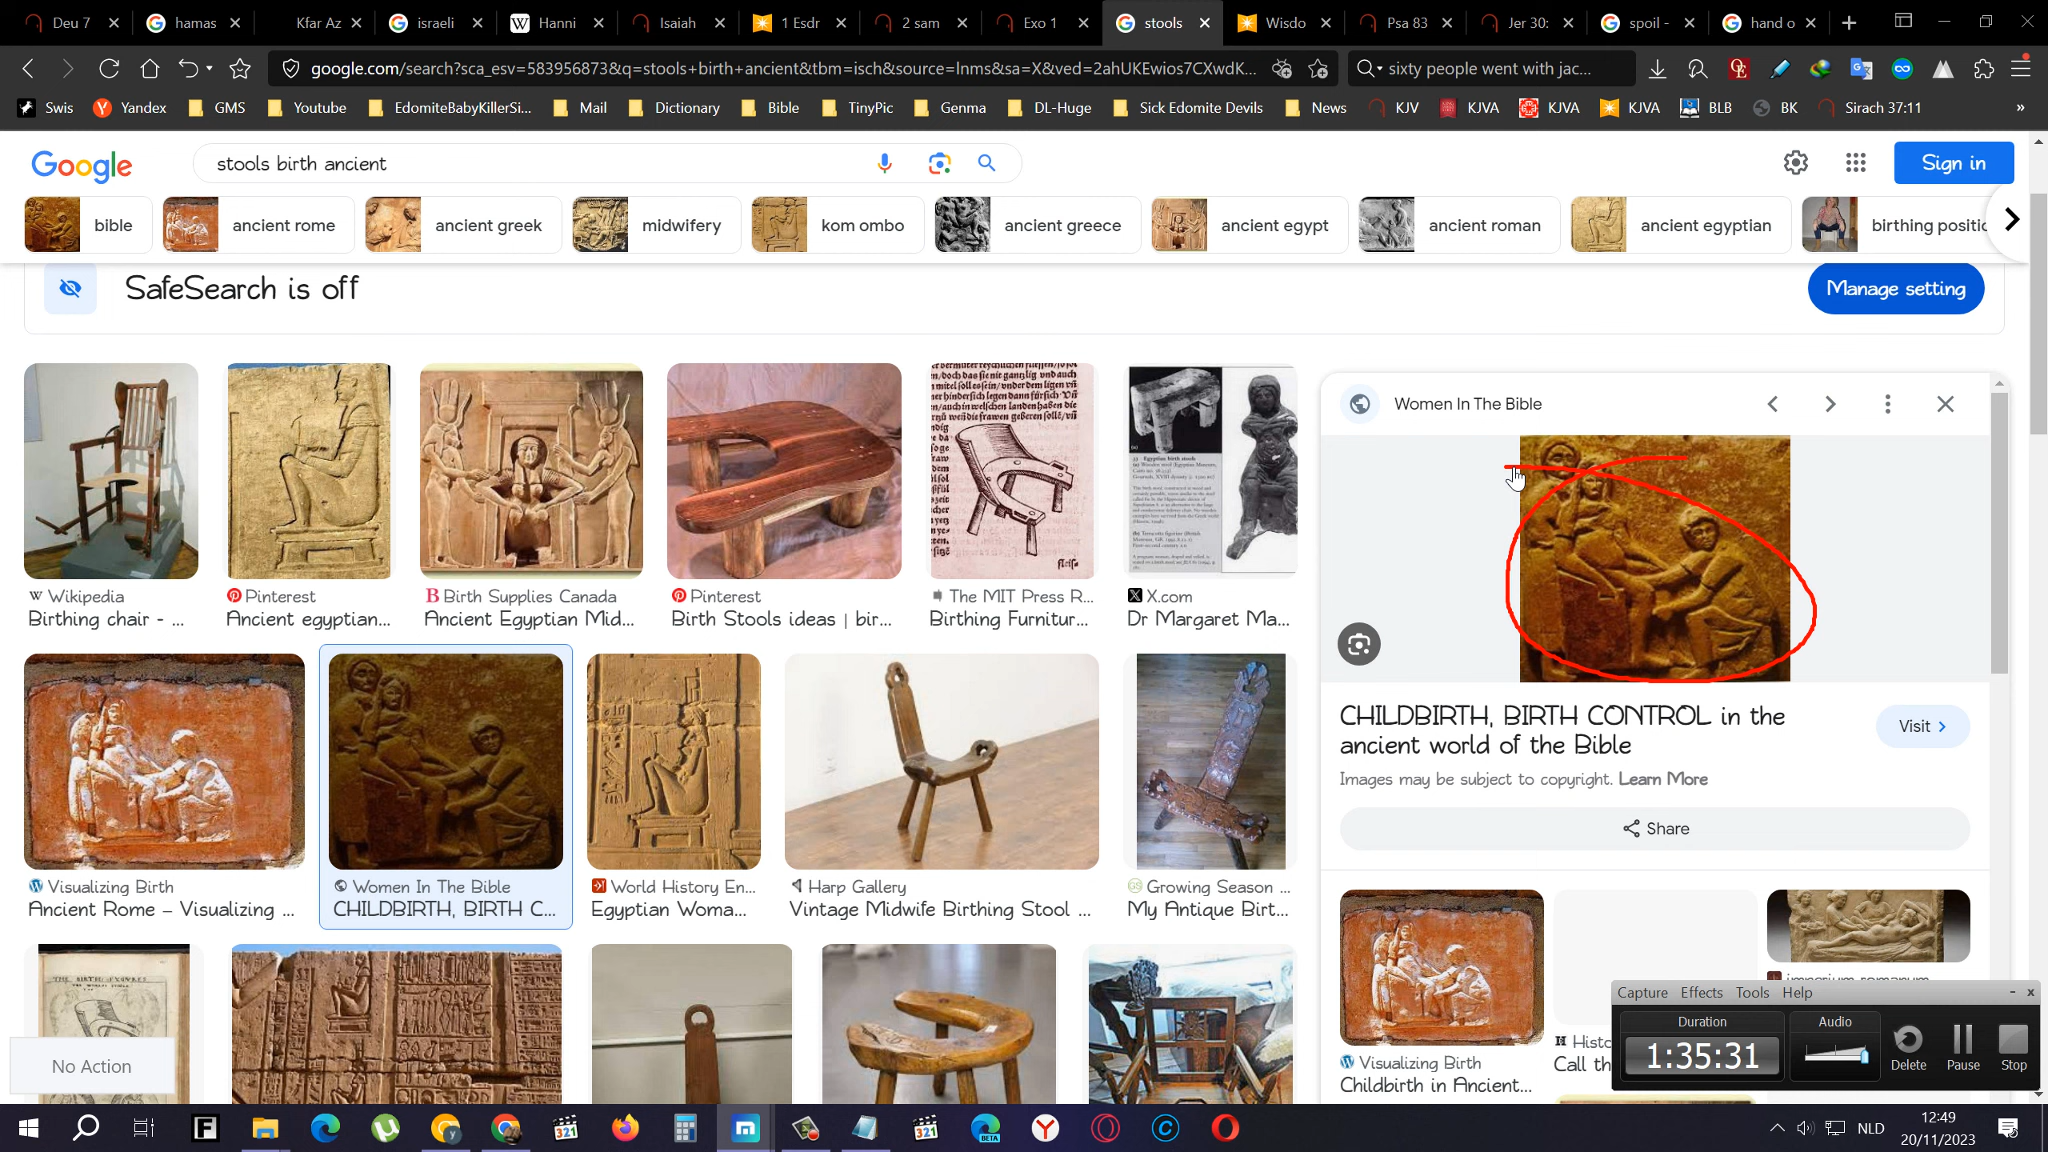 Deu 7
hamas
Kfar Az
israeli
Hanni
Isaiah
1 Esdr
2 sam
Exo 1
stools
Wisdo
Psa 83
Jer 30:
spoil -
hand o
google.com/search?sca_esv=583956873&q=stools+birth+ancient&tbm=isch&source=lnms&sa=X&ved=2ahUKEwios7CXwdK...
sixty people went with jac...
Swis
Yandex
GMS
Youtube
EdomiteBabyKillerSi...
Mail
Dictionary
Bible
TinyPic
Genma
DL-Huge
Sick Edomite Devils
News
KJV
KJVA
KJVA
KJVA
BLB
BK
Sirach 37:11
Google
stools birth ancient
Sign in
bible
ancient rome
ancient greek
midwifery
kom ombo
ancient greece
ancient egypt
ancient roman
ancient egyptian
birthing positic
SafeSearch is off
Manage setting
Wikipedia
Birthing chair - ...
Pinterest
Ancient egyptian...
Birth Supplies Canada
Ancient Egyptian Mid...
Pinterest
Birth Stools ideas | bir...
The MIT Press R...
Birthing Furnitur...
X.com
Dr Margaret Ma...
Visualizing Birth
Ancient Rome – Visualizing ...
Women In The Bible
CHILDBIRTH, BIRTH C...
World History En...
Egyptian Woma...
Harp Gallery
Vintage Midwife Birthing Stool ...
Growing Season ...
My Antique Birt...
Women In The Bible
CHILDBIRTH, BIRTH CONTROL in the
ancient world of the Bible
Visit
Images may be subject to copyright. Learn More
Share
Visualizing Birth
Childbirth in Ancient...
Histo
Call th
Capture Effects Tools Help
Duration
1:35:31
Audio
Delete
Pause
Stop
No Action
NLD
12:49
20/11/2023